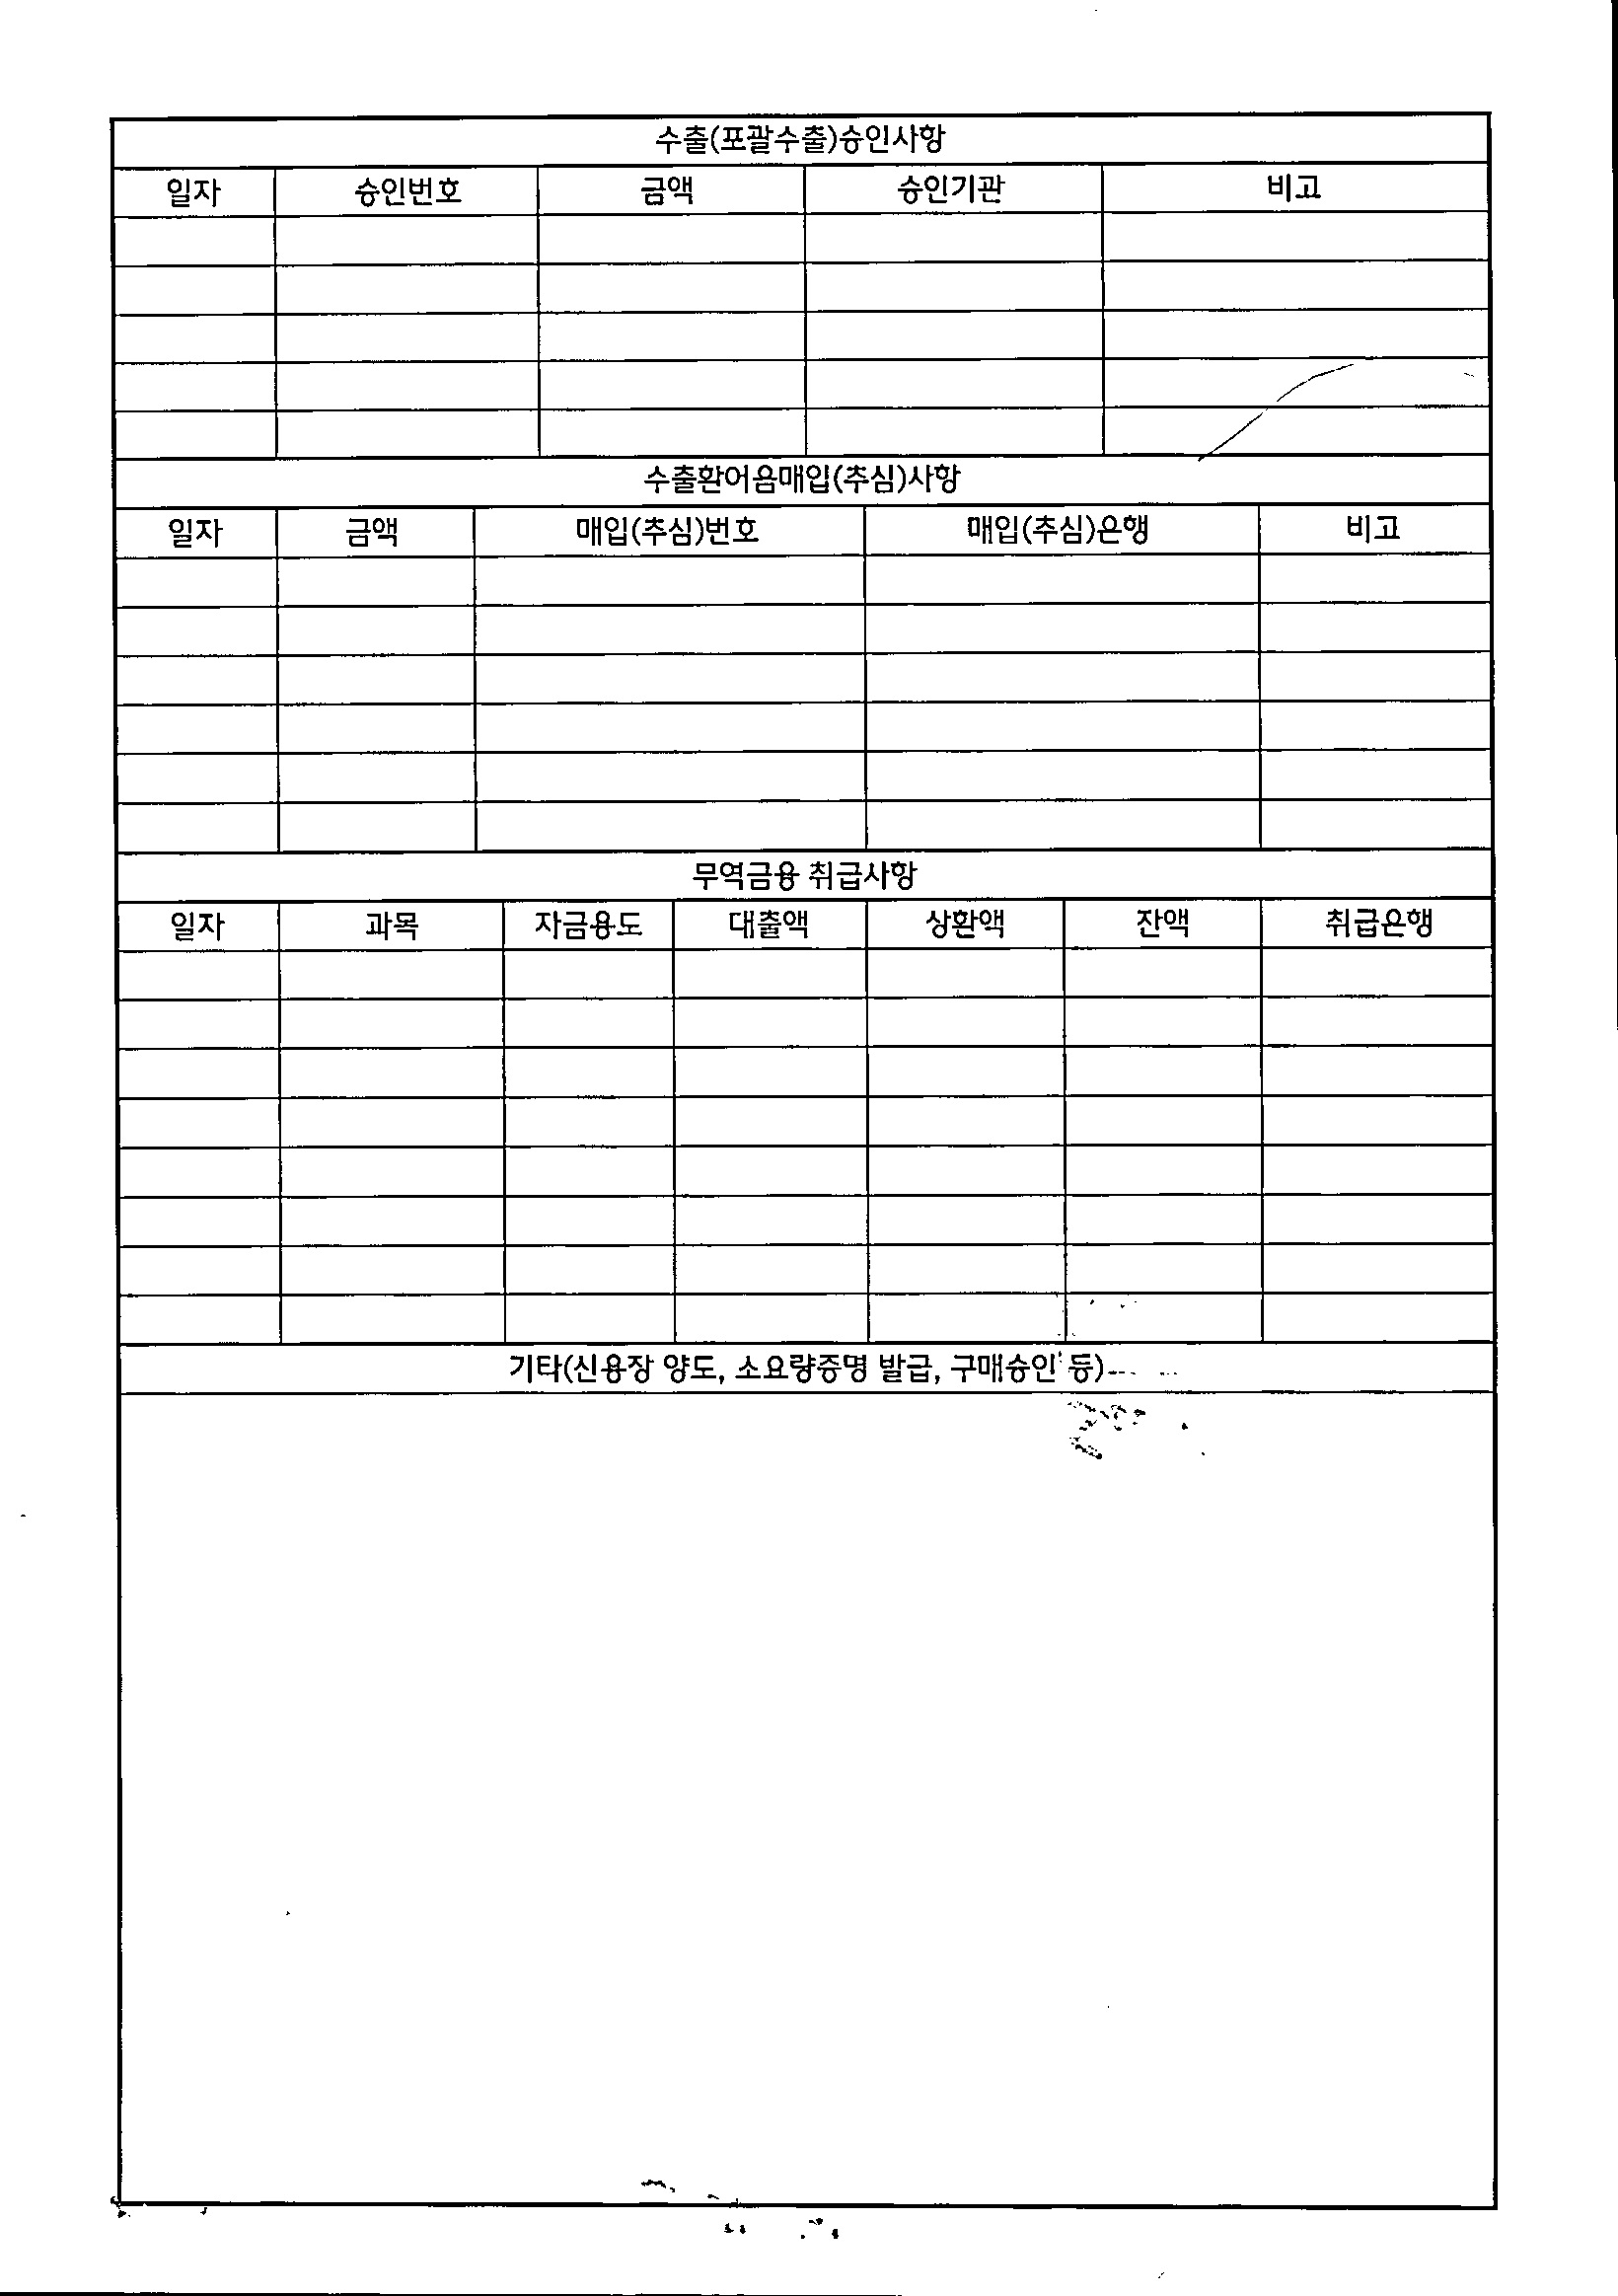 수출(포괄수출)승인사항
일자 승인번호 금액 승인기관 비고
수출환어음매입(추심)사항
일자 금액 매입(추심)번호 매입(추심)은행 비고
무역금융 취급사항
일자 과목 자금용도 대출액 상환액 잔액 취급은행
기타(신용장 양도, 소요량증명 발급, 구매승인 등)